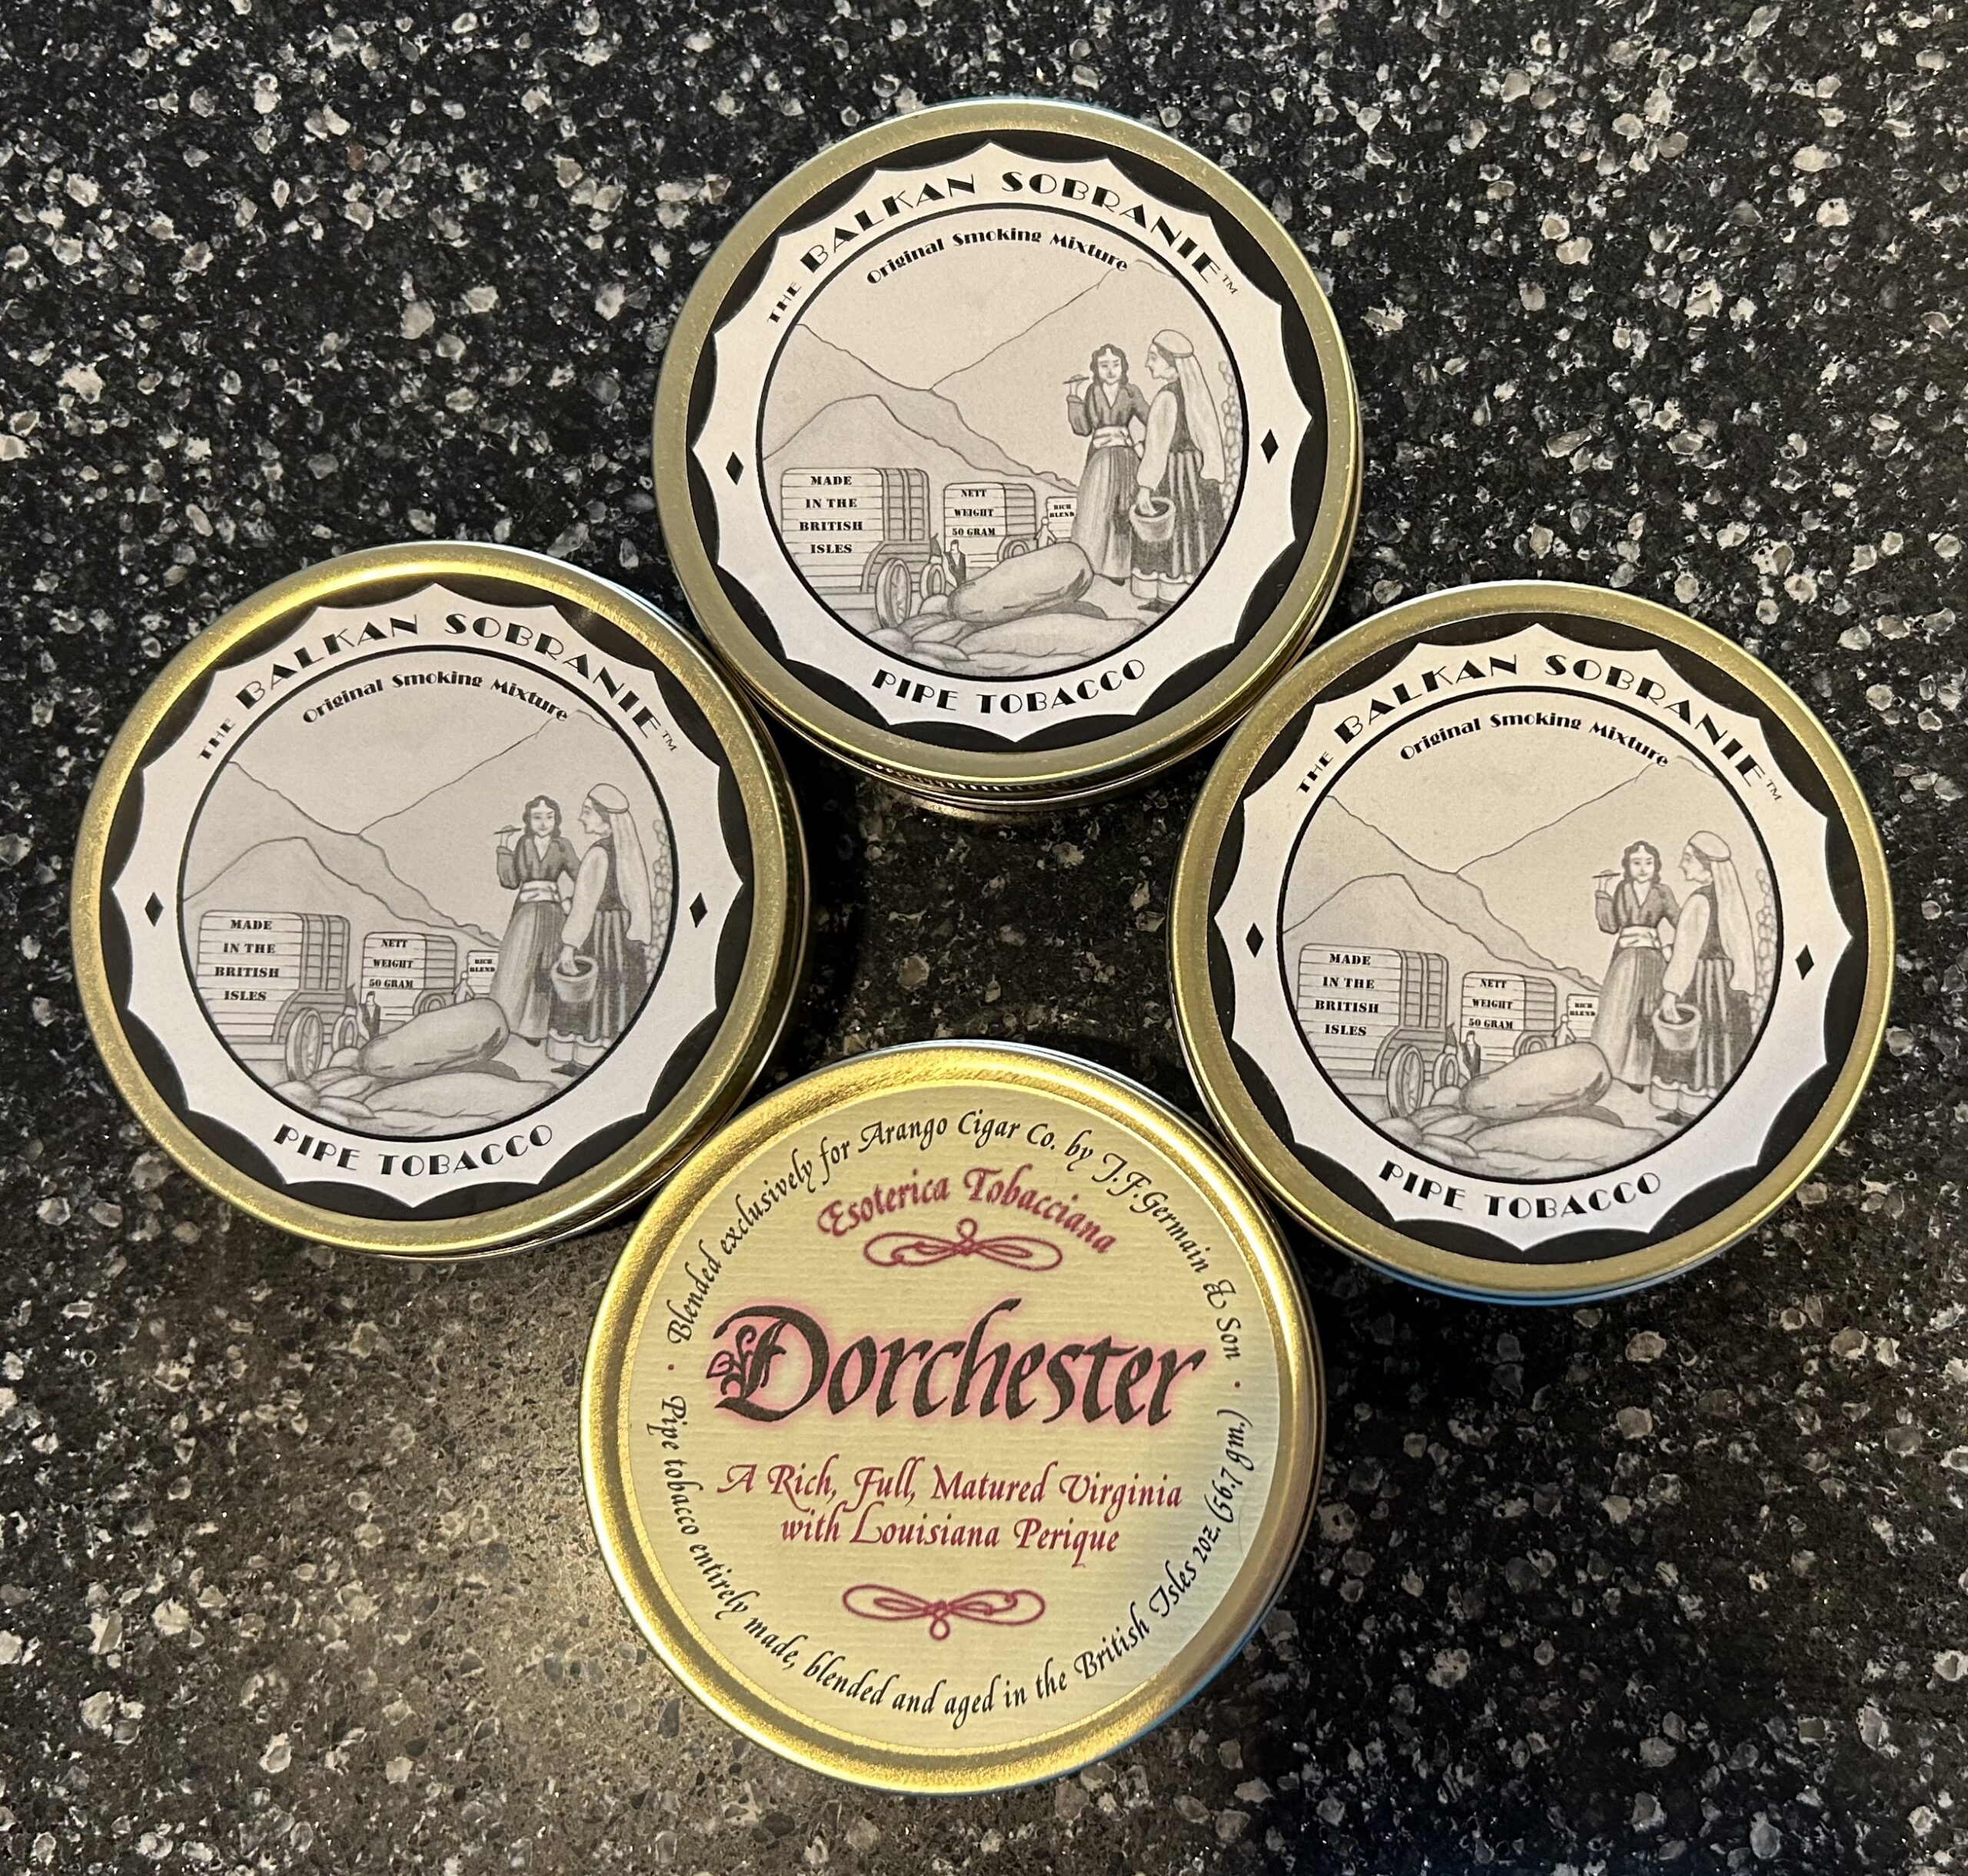 THE BALKAN SOBRANIE™
Original Smoking Mixture
MADE
IN THE
BRITISH
ISLES
NETT
WEIGHT
50 GRAM
RICH
BLEND
PIPE TOBACCO
THE BALKAN SOBRANIE™
Original Smoking Mixture
MADE
IN THE
BRITISH
ISLES
NETT
WEIGHT
50 GRAM
RICH
BLEND
PIPE TOBACCO
THE BALKAN SOBRANIE™
Original Smoking Mixture
MADE
IN THE
BRITISH
ISLES
NETT
WEIGHT
50 GRAM
RICH
BLEND
PIPE TOBACCO
Blended exclusively for Arango Cigar Co. by J.F.Germain & Son
Esoterica Tobacciana
Dorchester
A Rich, Full, Matured Virginia
with Louisiana Perique
Pipe tobacco entirely made, blended and aged in the British Isles 2oz. (56.7 gm.)